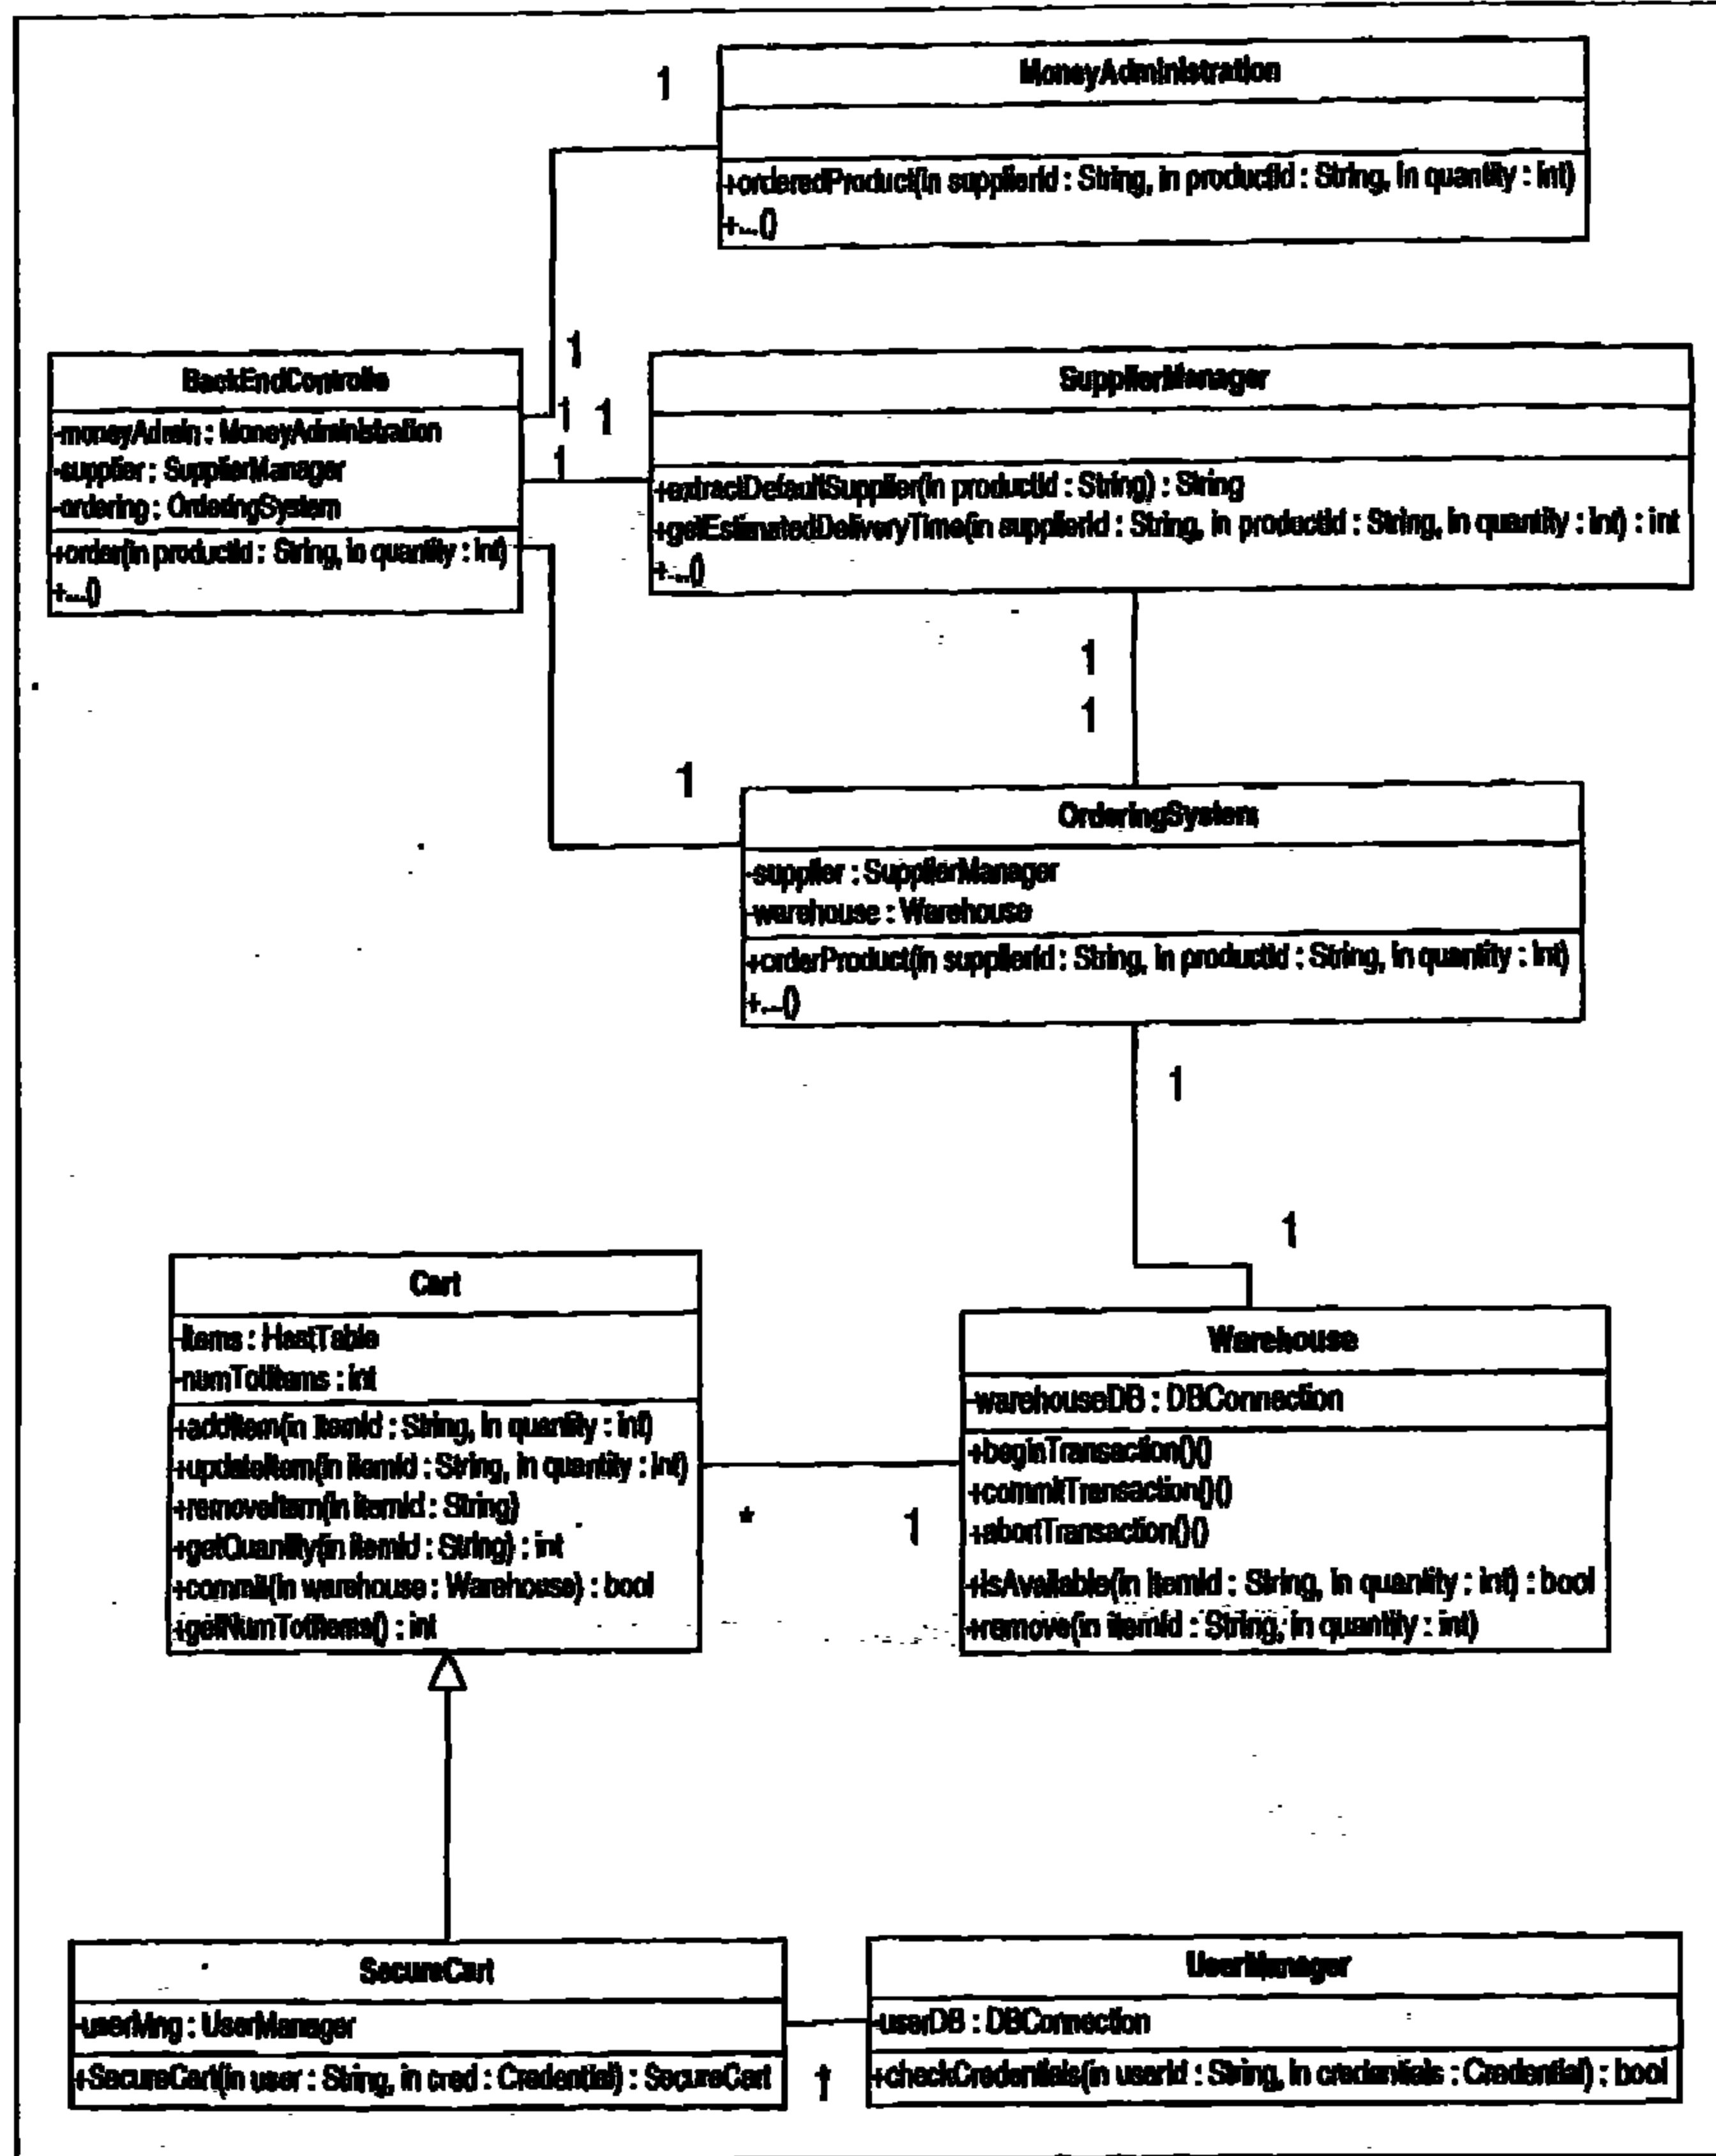 1
MoneyAdministration
+orderedProduct(in supplierId : String, in productId : String, in quantity : int)
+...()
1
BackEndControlle
-moneyAdmin : MoneyAdministration
-supplier : SupplierManager
-ordering : OrderingSystem
+order(in productId : String, in quantity : int)
+...()
1 1
1
SupplierManager
+extractDefaultSupplier(in productId : String) : String
+getEstimatedDeliveryTime(in supplierId : String, in productId : String, in quantity : int) : int
+...()
1
1
1
OrderingSystem
-supplier : SupplierManager
-warehouse : Warehouse
+orderProduct(in supplierId : String, in productId : String, in quantity : int)
+...()
1
1
Cart
-items : HastTable
-numTotItems : int
+addItem(in itemId : String, in quantity : int)
+updateItem(in itemId : String, in quantity : int)
+removeItem(in itemId : String)
+getQuantity(in itemId : String) : int
+commit(in warehouse : Warehouse) : bool
+getNumTotItems() : int
*
1
Warehouse
-warehouseDB : DBConnection
+beginTransaction()()
+commitTransaction()()
+abortTransaction()()
+isAvailable(in itemId : String, in quantity : int) : bool
+remove(in itemId : String, in quantity : int)
SecureCart
-userMng : UserManager
+SecureCart(in user : String, in cred : Credential) : SecureCart
1
UserManager
-userDB : DBConnection
+checkCredentials(in userId : String, in credentials : Credential) : bool